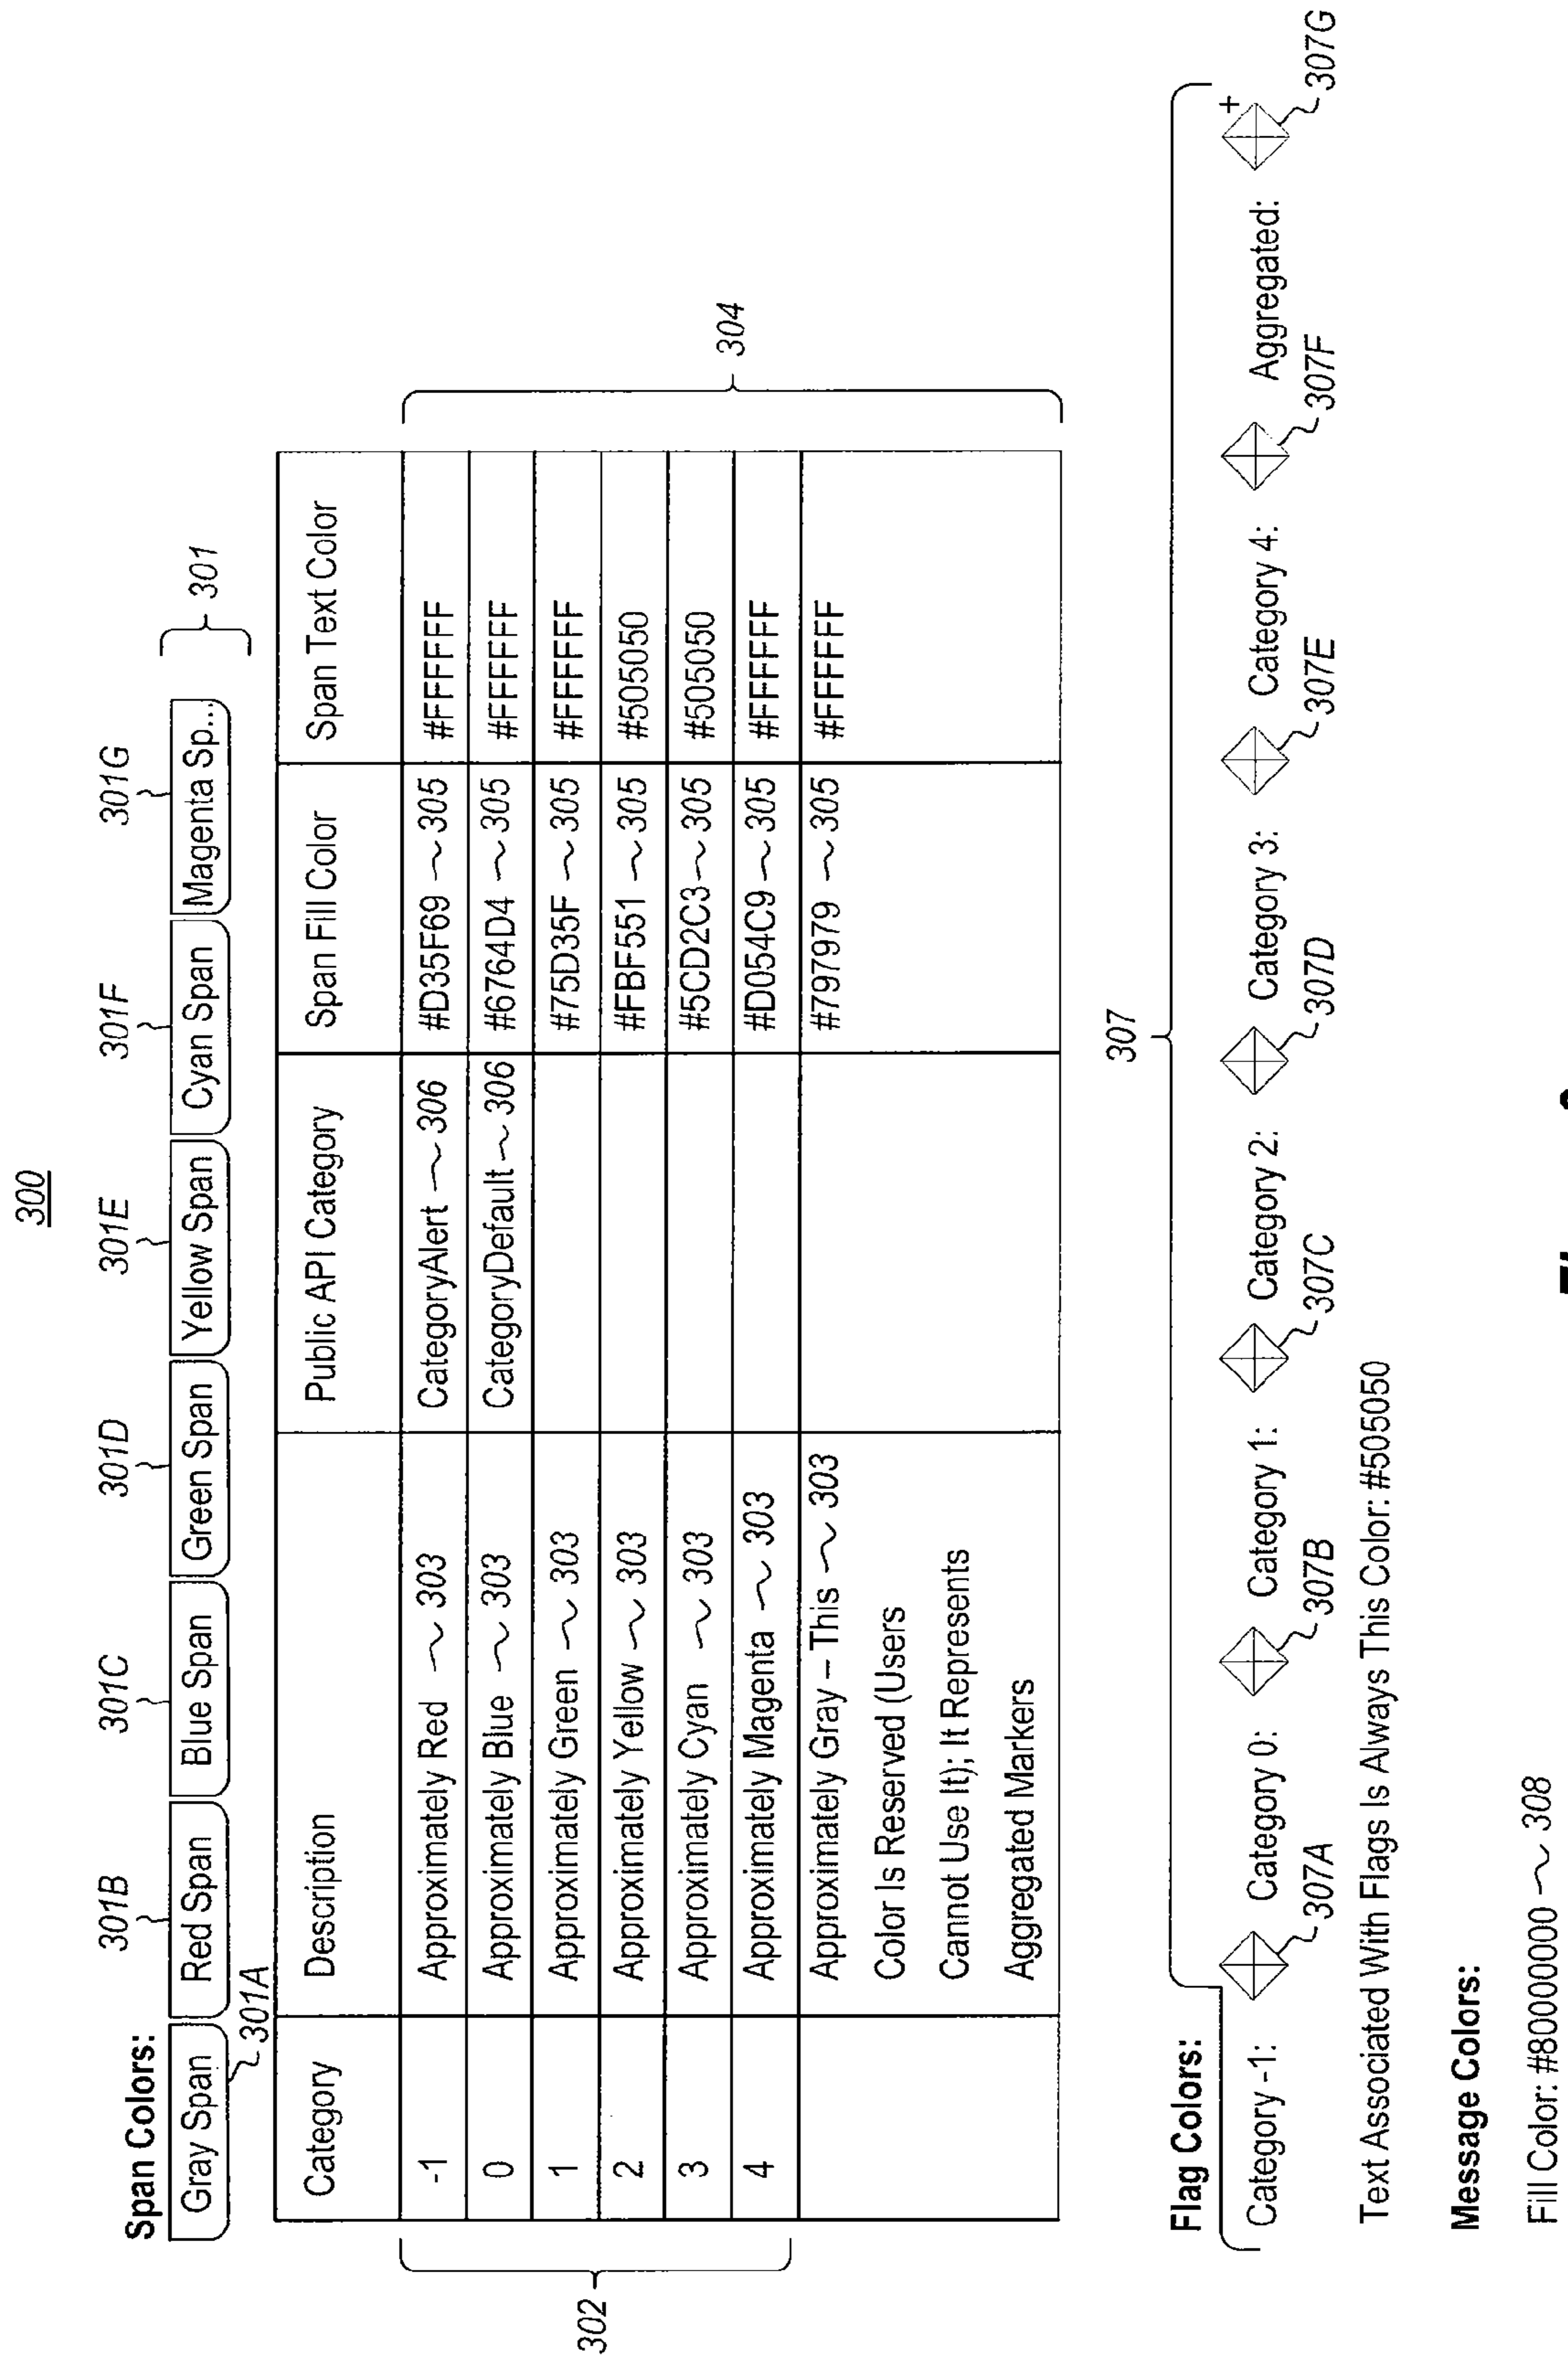 300
Span Colors:
301B 301C 301D 301E 301F 301G
Gray Span Red Span Blue Span Green Span Yellow Span Cyan Span Magenta Sp... 301
301A
Category Description Public API Category Span Fill Color Span Text Color
-1 Approximately Red ~ 303 CategoryAlert ~ 306 #D35F69 ~ 305 #FFFFFF
0 Approximately Blue ~ 303 CategoryDefault ~ 306 #6764D4 ~ 305 #FFFFFF
1 Approximately Green ~ 303 #75D35F ~ 305 #FFFFFF
2 Approximately Yellow ~ 303 #FBF551 ~ 305 #505050
3 Approximately Cyan ~ 303 #5CD2C3 ~ 305 #505050
4 Approximately Magenta ~ 303 #D054C9 ~ 305 #FFFFFF
Approximately Gray – This ~ 303 #797979 ~ 305 #FFFFFF
Color Is Reserved (Users
Cannot Use It); It Represents
Aggregated Markers
302
304
307
Flag Colors:
Category -1: Category 0: Category 1: Category 2: Category 3: Category 4: Aggregated: +
307A 307B 307C 307D 307E 307F 307G
Text Associated With Flags Is Always This Color: #505050
Message Colors:
Fill Color: #80000000 ~ 308